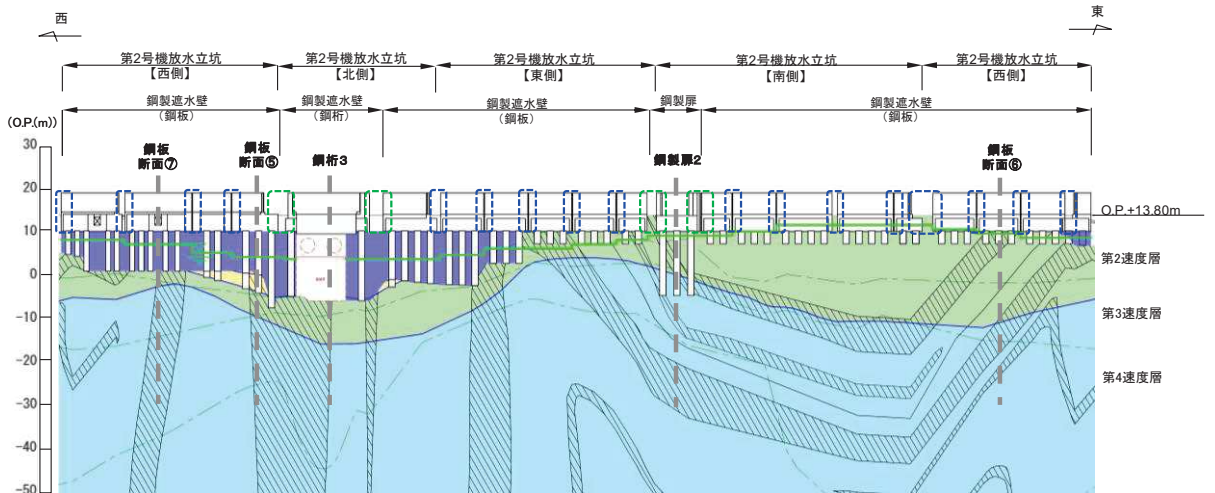 西
東
第2号機放水立坑
【西側】
第2号機放水立坑
【北側】
第2号機放水立坑
【東側】
第2号機放水立坑
【南側】
第2号機放水立坑
【西側】
鋼製遮水壁
(鋼板)
鋼製遮水壁
(鋼桁)
鋼製遮水壁
(鋼板)
鋼製扉
鋼製遮水壁
(鋼板)
(O.P.(m))
鋼板
断面⑦
鋼板
断面⑤
鋼桁3
鋼製扉2
鋼板
断面⑥
30
20
10
0
-10
-20
-30
-40
-50
O.P.+13.80m
第2速度層
第3速度層
第4速度層